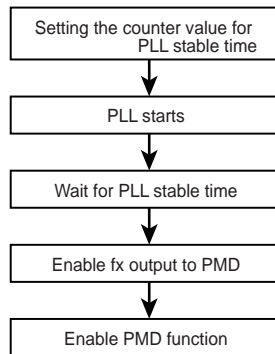 Setting the counter value for
PLL stable time
PLL starts
Wait for PLL stable time
Enable fx output to PMD
Enable PMD function